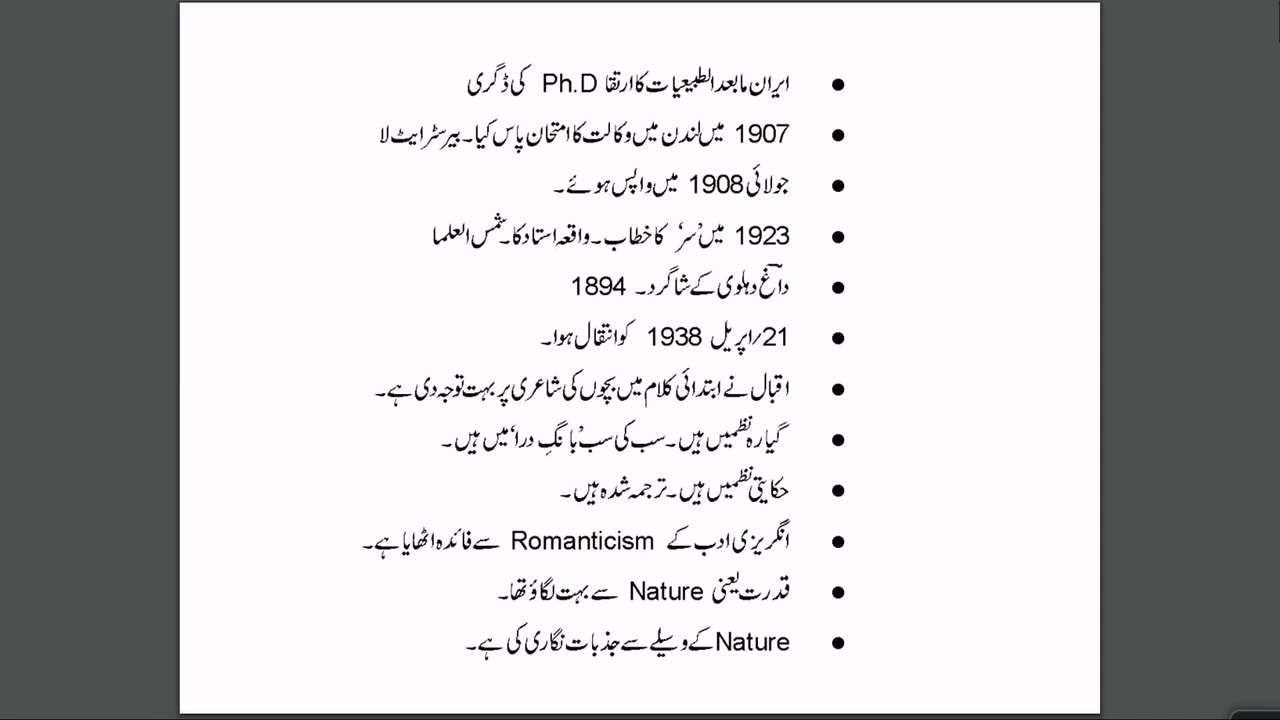 ایران مابعد الطبیعیات کا ارتقا Ph.D کی ڈگری
1907 میں لندن میں وکالت کا امتحان پاس کیا۔ بیرسٹر ایٹ لا
جولائی 1908 میں واپس ہوئے۔
1923 میں ’سر‘ کا خطاب۔ واقعہ استاد کا۔ شمس العلما
داغؔ دہلوی کے شاگرد۔ 1894
21؍اپریل 1938 کو انتقال ہوا۔
اقبال نے ابتدائی کلام میں بچوں کی شاعری پر بہت توجہ دی ہے۔
گیارہ نظمیں ہیں۔ سب کی سب ’بانگِ درا‘ میں ہیں۔
حکایتی نظمیں ہیں۔ ترجمہ شدہ ہیں۔
انگریزی ادب کے Romanticism سے فائدہ اٹھایا ہے۔
قدرت یعنی Nature سے بہت لگاؤ تھا۔
Nature کے وسیلے سے جذبات نگاری کی ہے۔